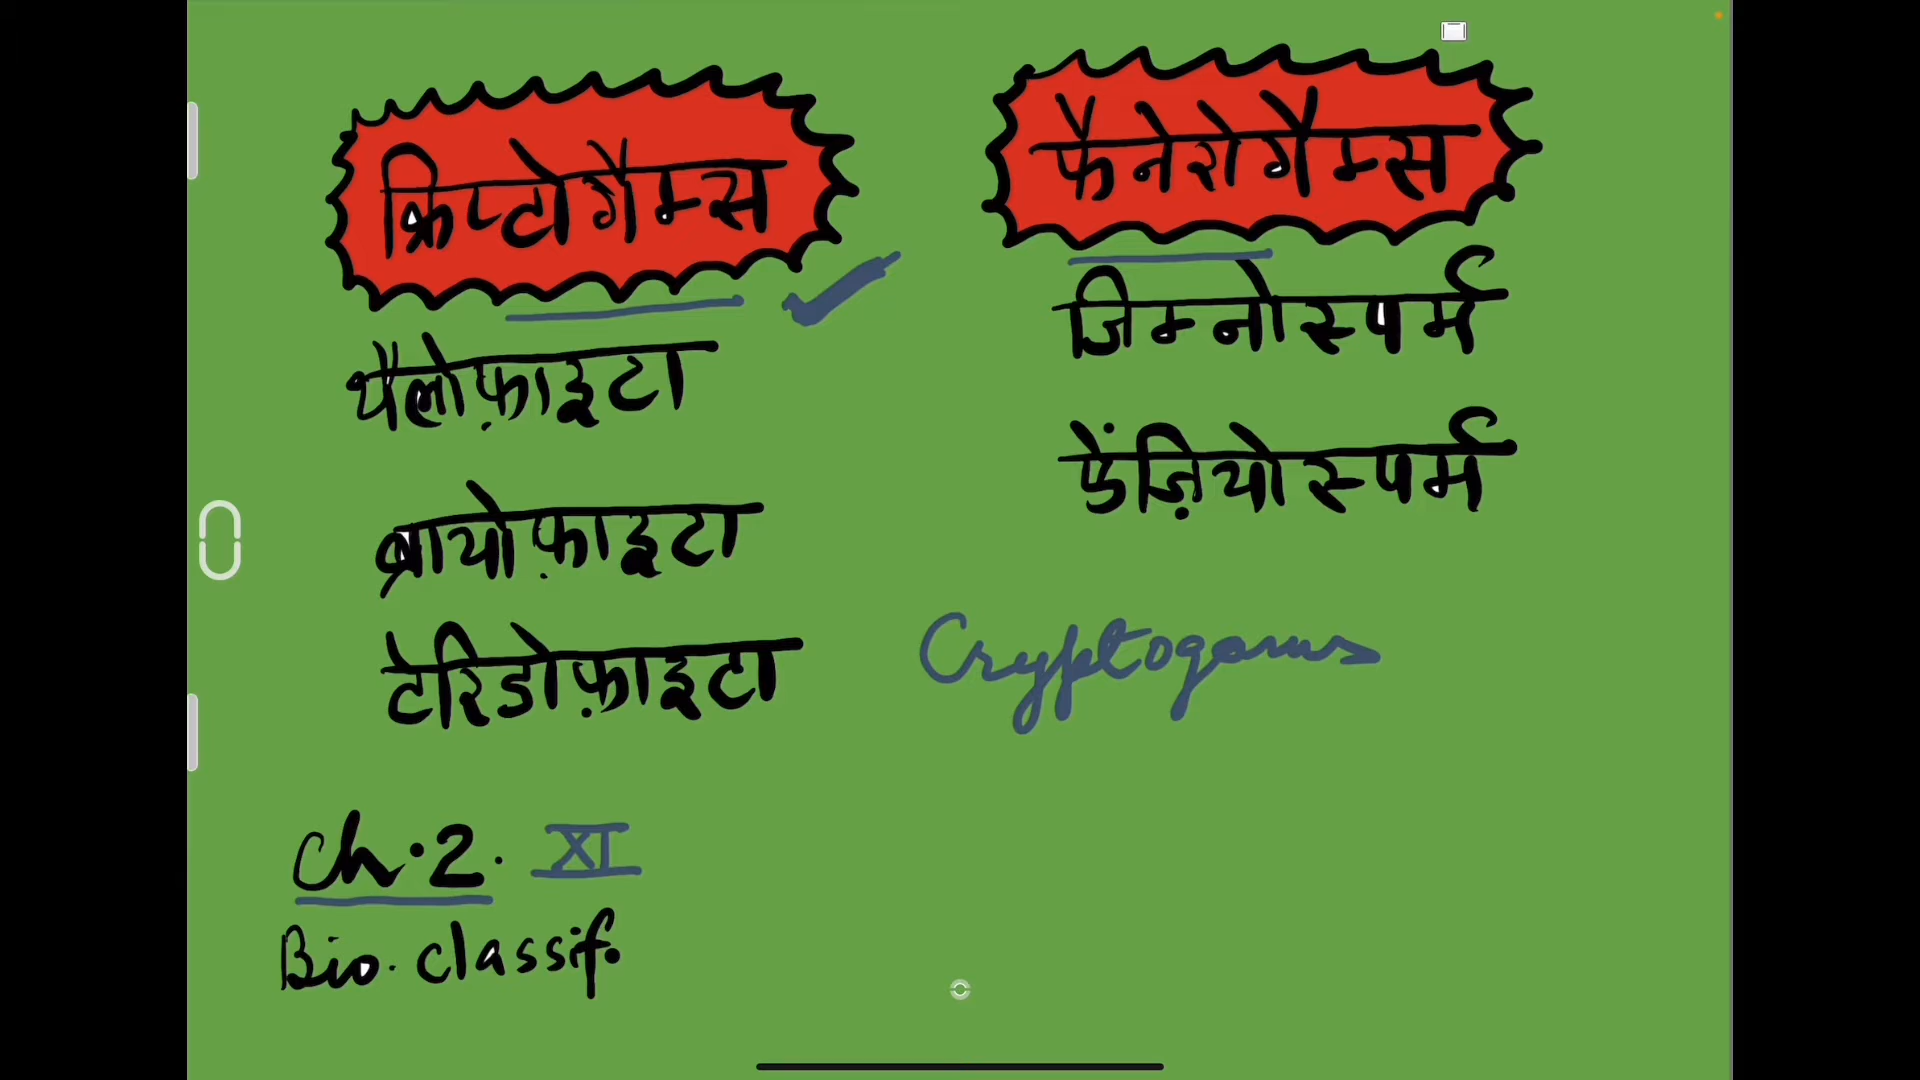 क्रिप्टोगैम्स
थैलोफ़ाइटा
ब्रायोफ़ाइटा
टेरिडोफ़ाइटा
फैनेरोगैम्स
जिम्नोस्पर्म
एेंज़ियोस्पर्म
Cryptogams
Ch. 2. XI
Bio. classif.